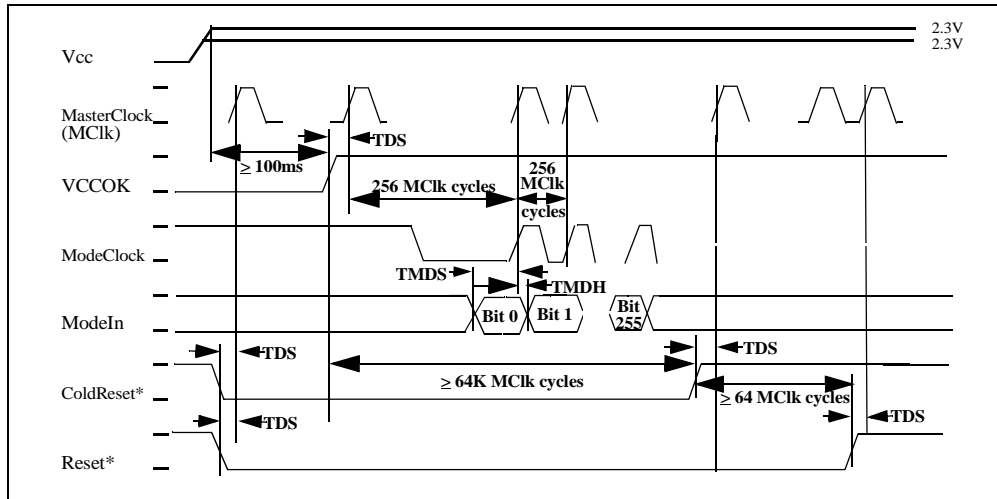 2.3V
2.3V
Vcc
MasterClock
(MClk)
TDS
≥ 100ms
VCCOK
256 MClk cycles
256
MClk
cycles
ModeClock
TMDS
TMDH
ModeIn
Bit 0
Bit 1
Bit
255
TDS
TDS
≥ 64K MClk cycles
ColdReset*
≥ 64 MClk cycles
TDS
TDS
Reset*